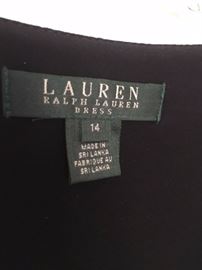 LAUREN
RALPH LAUREN
DRESS
14
MADE IN
SRI LANKA
FABRIQUE AU
SRI LANKA